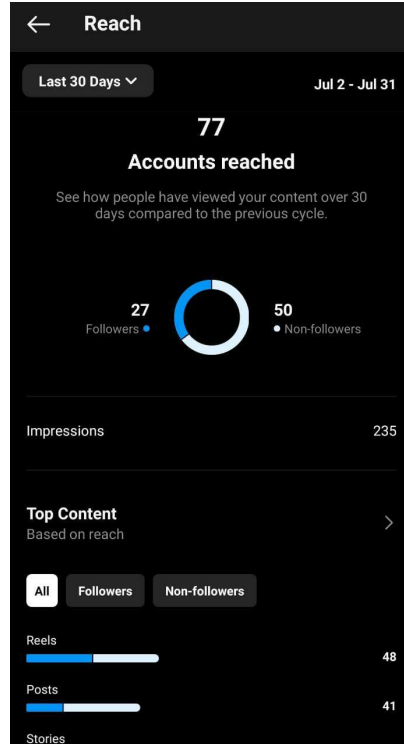 Reach
Last 30 Days
Jul 2 - Jul 31
77
Accounts reached
See how people have viewed your content over 30
days compared to the previous cycle.
27
Followers
50
Non-followers
Impressions
235
Top Content
Based on reach
All
Followers
Non-followers
Reels
48
Posts
41
Stories